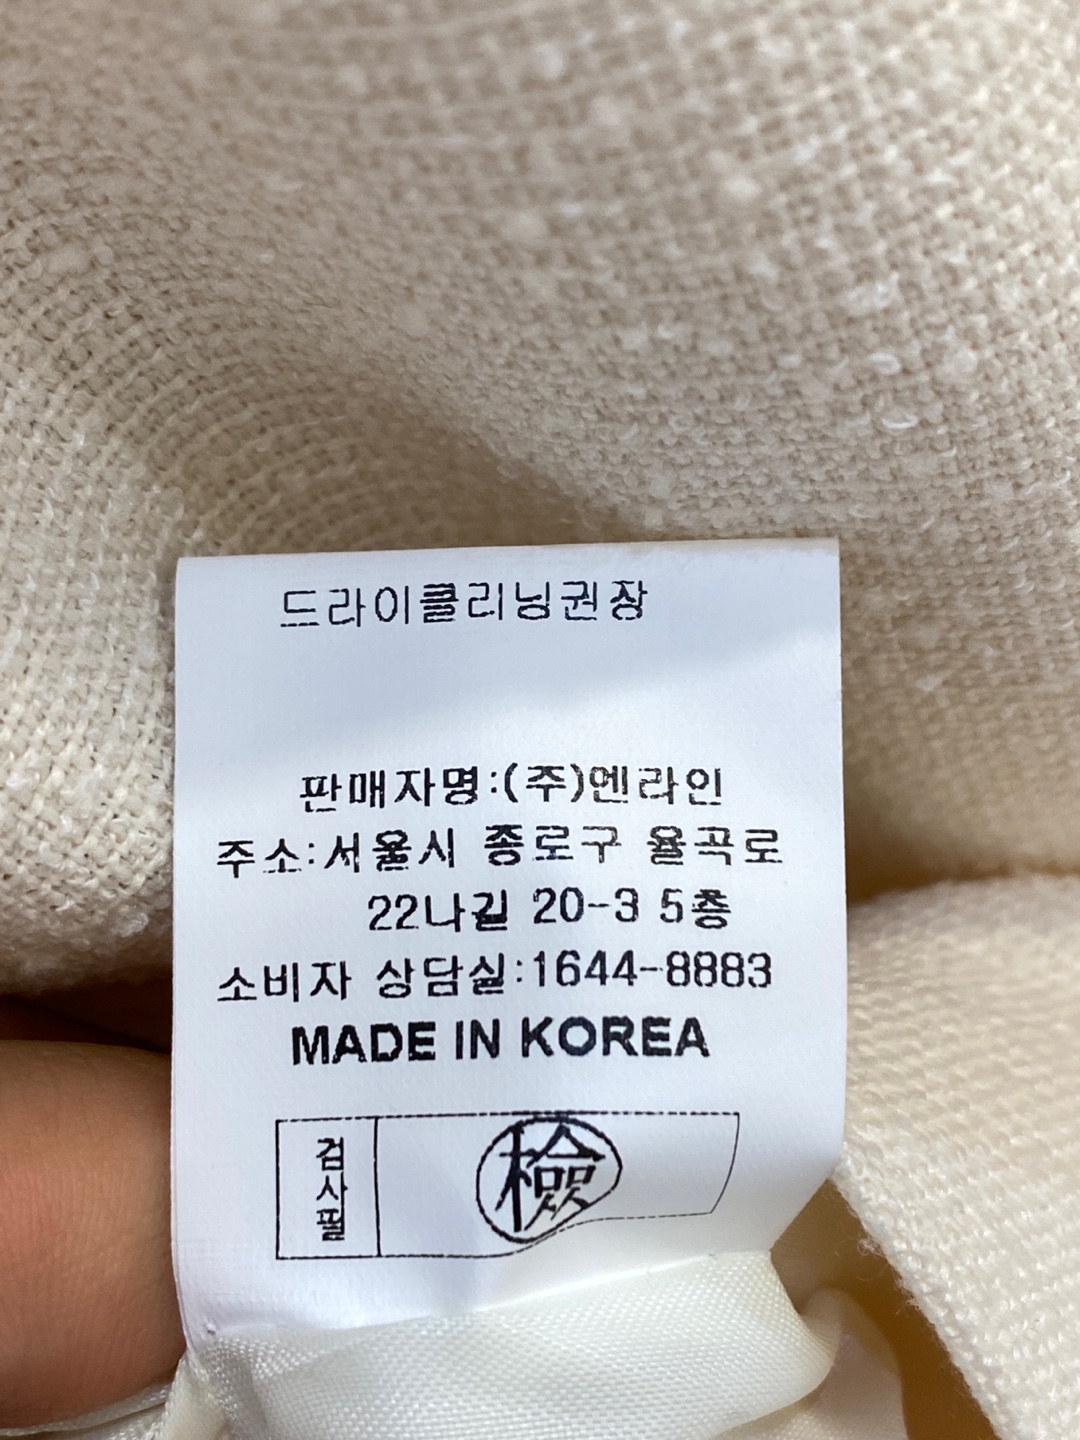 드라이클리닝권장
판매자명:(주)엔라인
주소:서울시 종로구 율곡로
22나길 20-3 5층
소비자 상담실:1644-8883
MADE IN KOREA
검사필
檢